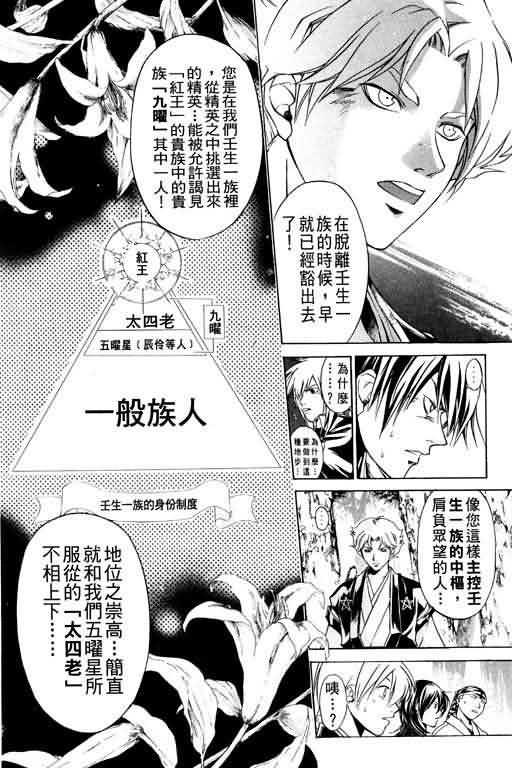 在脫離壬生一
族的時候，早
就已經豁出去
了！
…
為什麼
……？
為什麼…
要做到這
種地步…
像您這樣主控壬
生一族的中樞，
肩負眾望的人…
……
咦
…？
您是在我們壬生一族裡
，從精英之中挑選出來
的精英…能被允許謁見
「紅王」的貴族中的貴
族「九曜」其中一人！
紅王
九曜
太四老
五曜星（辰伶等人）
一般族人
壬生一族的身份制度
地位之崇高…簡直
就和我們五曜星所
服從的「太四老」
不相上下……